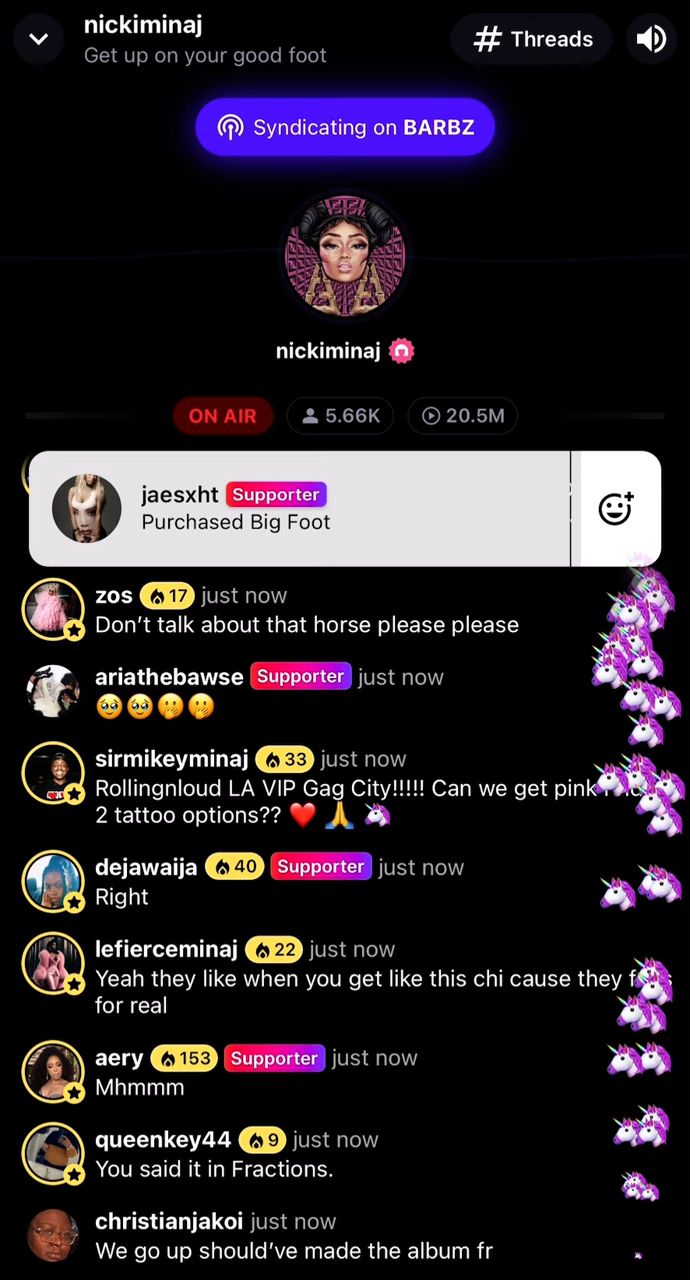 nickiminaj
Get up on your good foot
# Threads
Syndicating on BARBZ
nickiminaj
ON AIR 5.66K 20.5M
jaesxht Supporter
Purchased Big Foot
zos 🔥17 just now
Don’t talk about that horse please please
ariathebawse Supporter just now
🥹🥹🫢🫢
sirmikeyminaj 🔥33 just now
Rollingnloud LA VIP Gag City!!!!! Can we get pink
2 tattoo options?? ❤️ 🙏 🦄
dejawaija 🔥40 Supporter just now
Right
lefierceminaj 🔥22 just now
Yeah they like when you get like this chi cause they
for real
aery 🔥153 Supporter just now
Mhmmm
queenkey44 🔥9 just now
You said it in Fractions.
christianjakoi just now
We go up should’ve made the album fr